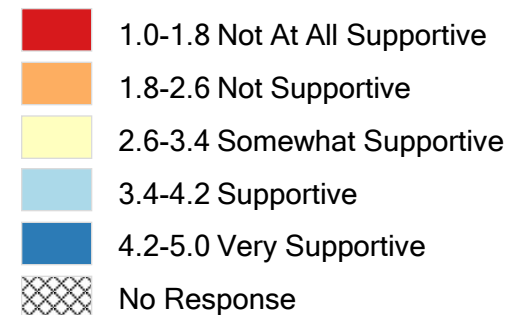 1.0-1.8 Not At All Supportive
1.8-2.6 Not Supportive
2.6-3.4 Somewhat Supportive
3.4-4.2 Supportive
4.2-5.0 Very Supportive
No Response